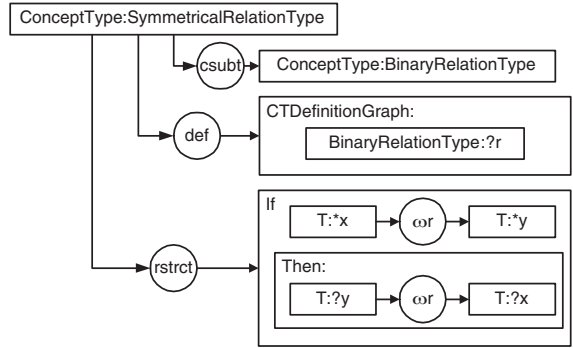 ConceptType:SymmetricalRelationType
csubt
ConceptType:BinaryRelationType
CTDefinitionGraph:
def
BinaryRelationType:?r
If
T:*x
ωr
T:*y
rstrct
Then:
T:?y
ωr
T:?x